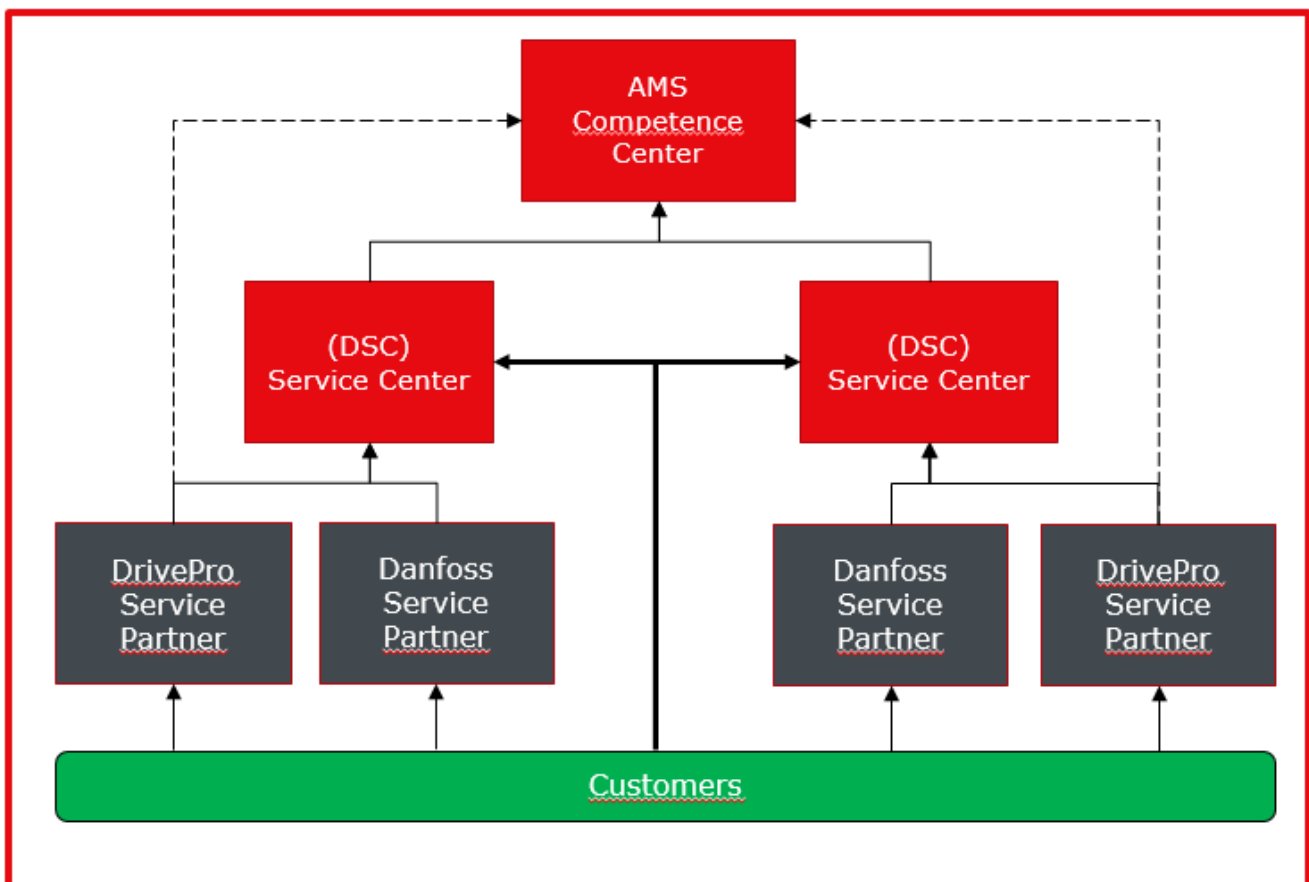 AMS
Competence
Center
(DSC)
Service Center
(DSC)
Service Center
DrivePro
Service
Partner
Danfoss
Service
Partner
Danfoss
Service
Partner
DrivePro
Service
Partner
Customers